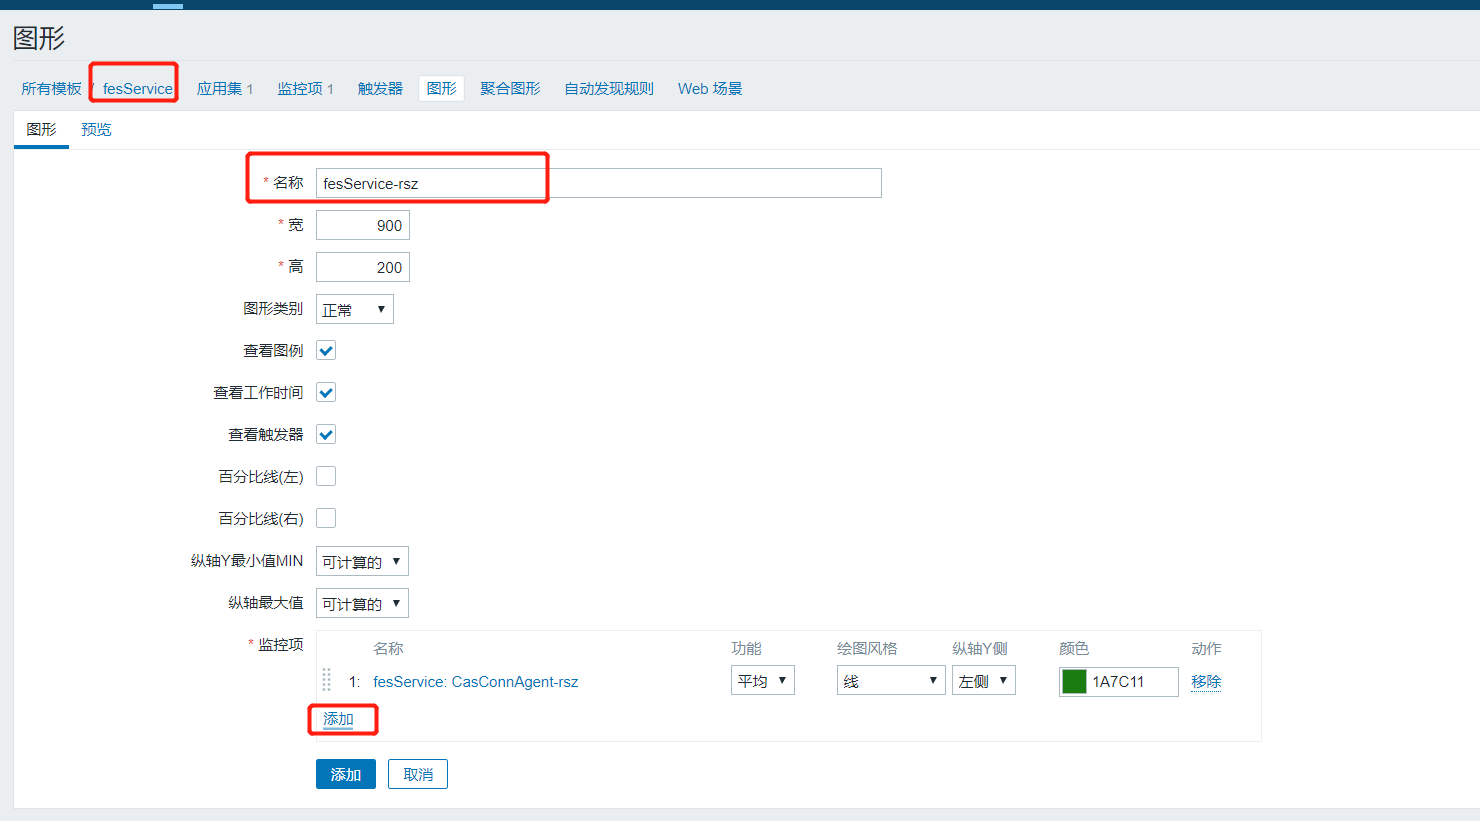 图形
所有模板 / fesService 应用集 1 监控项 1 触发器 图形 聚合图形 自动发现规则 Web 场景
图形 预览
* 名称 fesService-rsz
* 宽 900
* 高 200
图形类别 正常
查看图例
查看工作时间
查看触发器
百分比线(左)
百分比线(右)
纵轴Y最小值MIN 可计算的
纵轴最大值 可计算的
* 监控项 名称 功能 绘图风格 纵轴Y侧 颜色 动作
1: fesService: CasConnAgent-rsz 平均 线 左侧 1A7C11 移除
添加
添加 取消